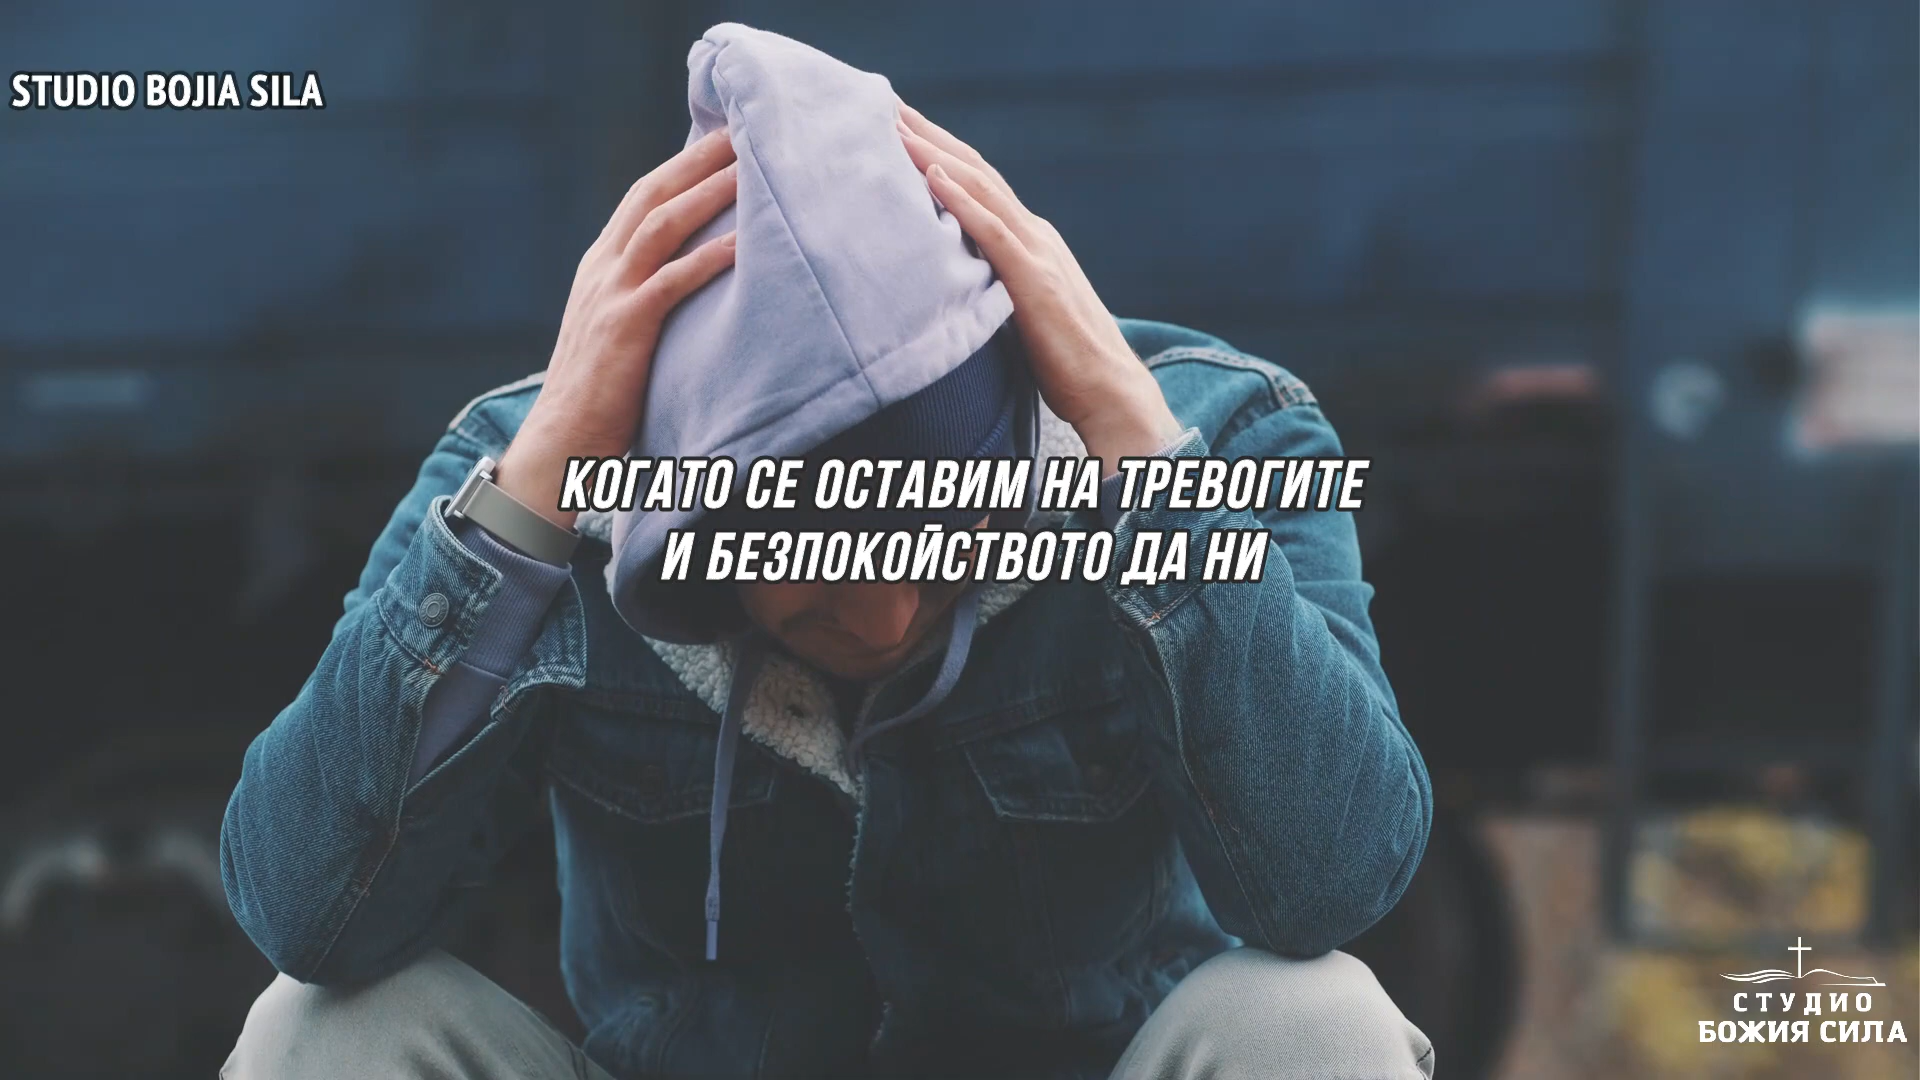 STUDIO BOJIA SILA
КОГАТО СЕ ОСТАВИМ НА ТРЕВОГИТЕ
И БЕЗПОКОЙСТВОТО ДА НИ
СТУДИО
БОЖИЯ СИЛА